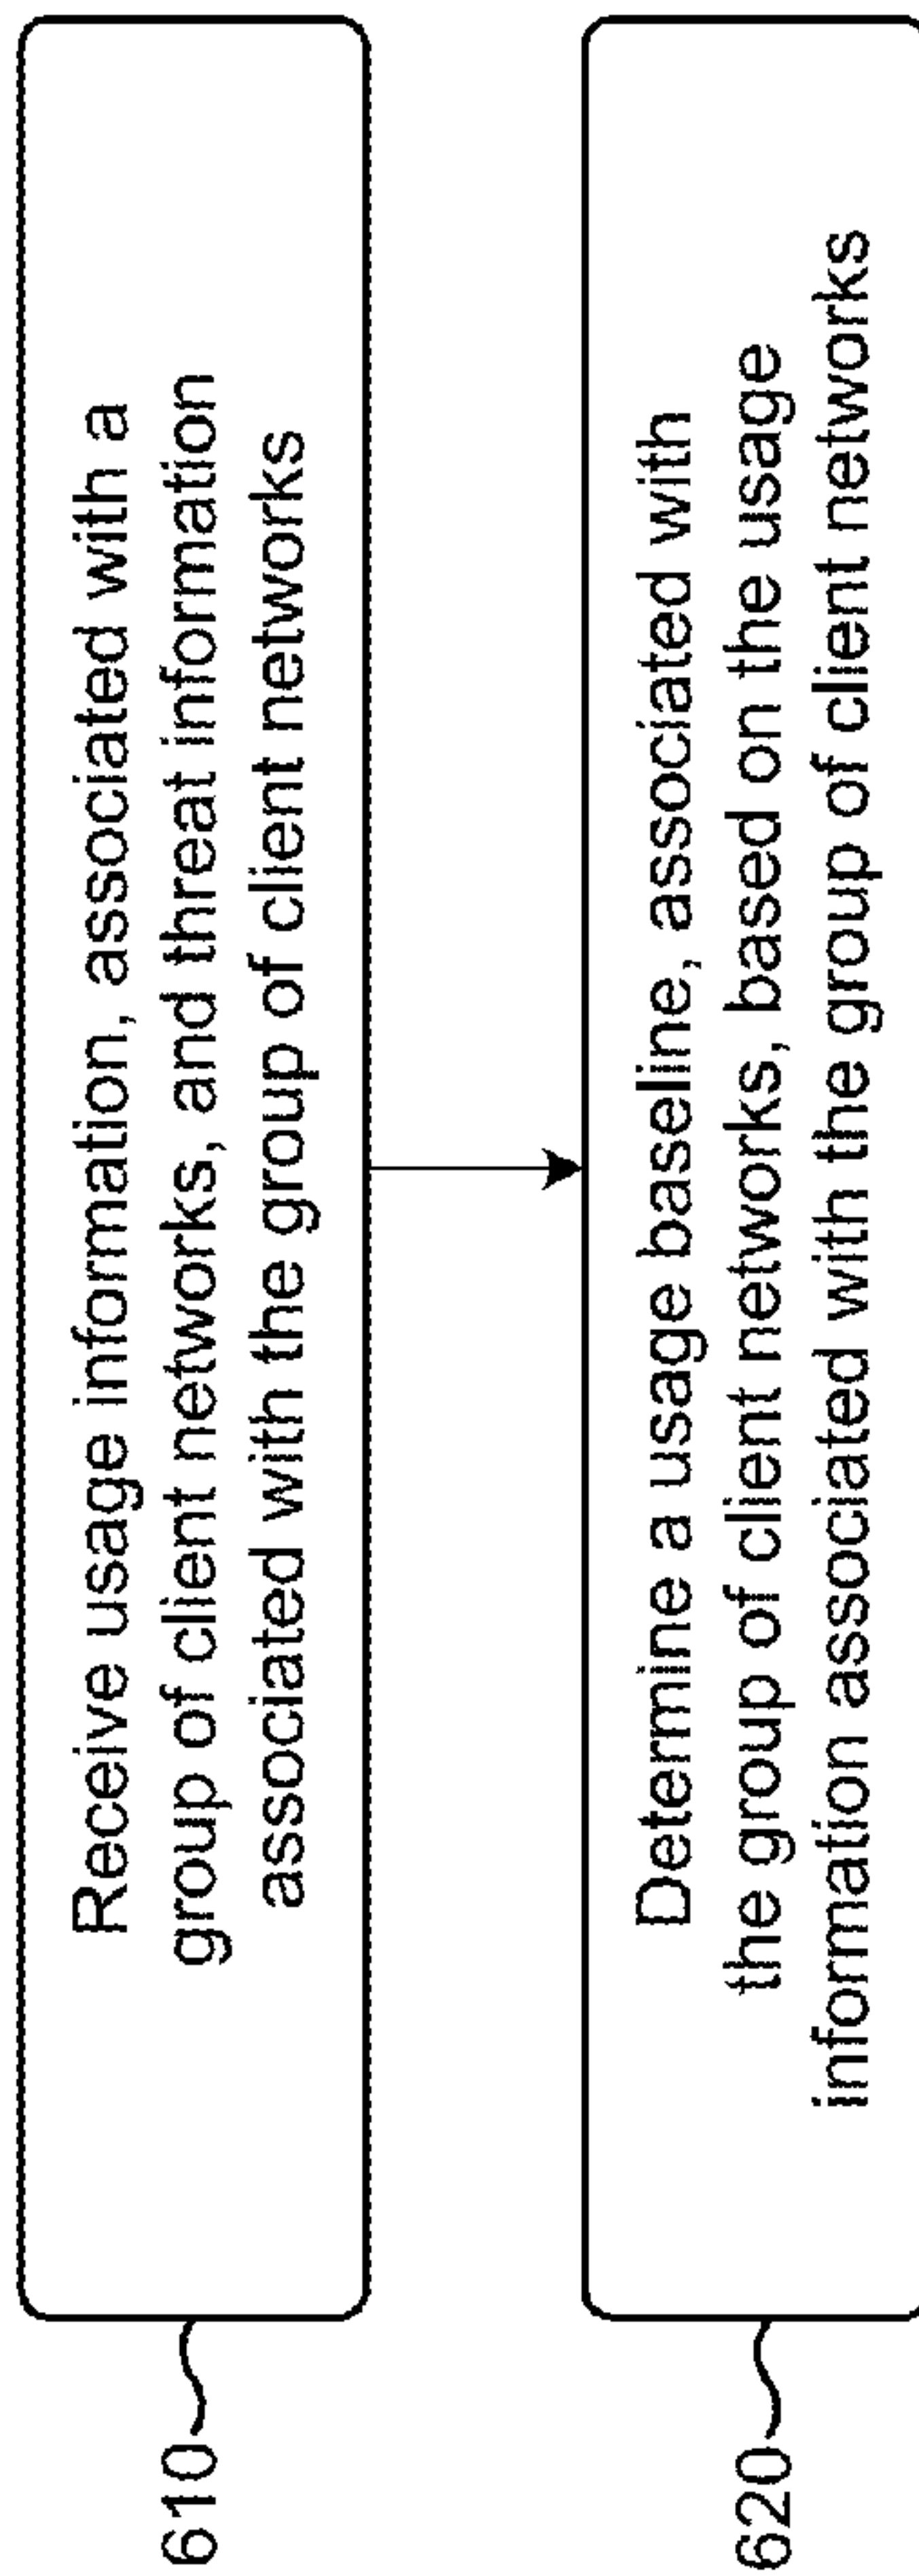 610
Receive usage information, associated with a
group of client networks, and threat information
associated with the group of client networks
620
Determine a usage baseline, associated with
the group of client networks, based on the usage
information associated with the group of client networks